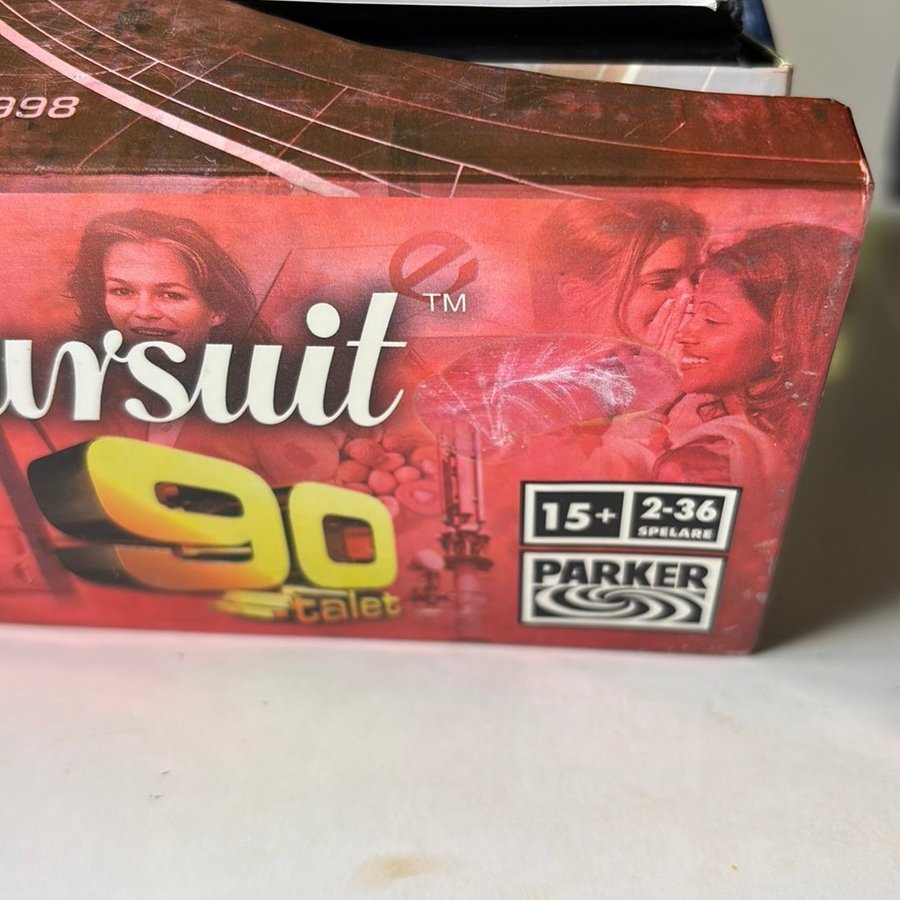 998
ursuit TM
90
talet
15+
2-36
SPELARE
PARKER